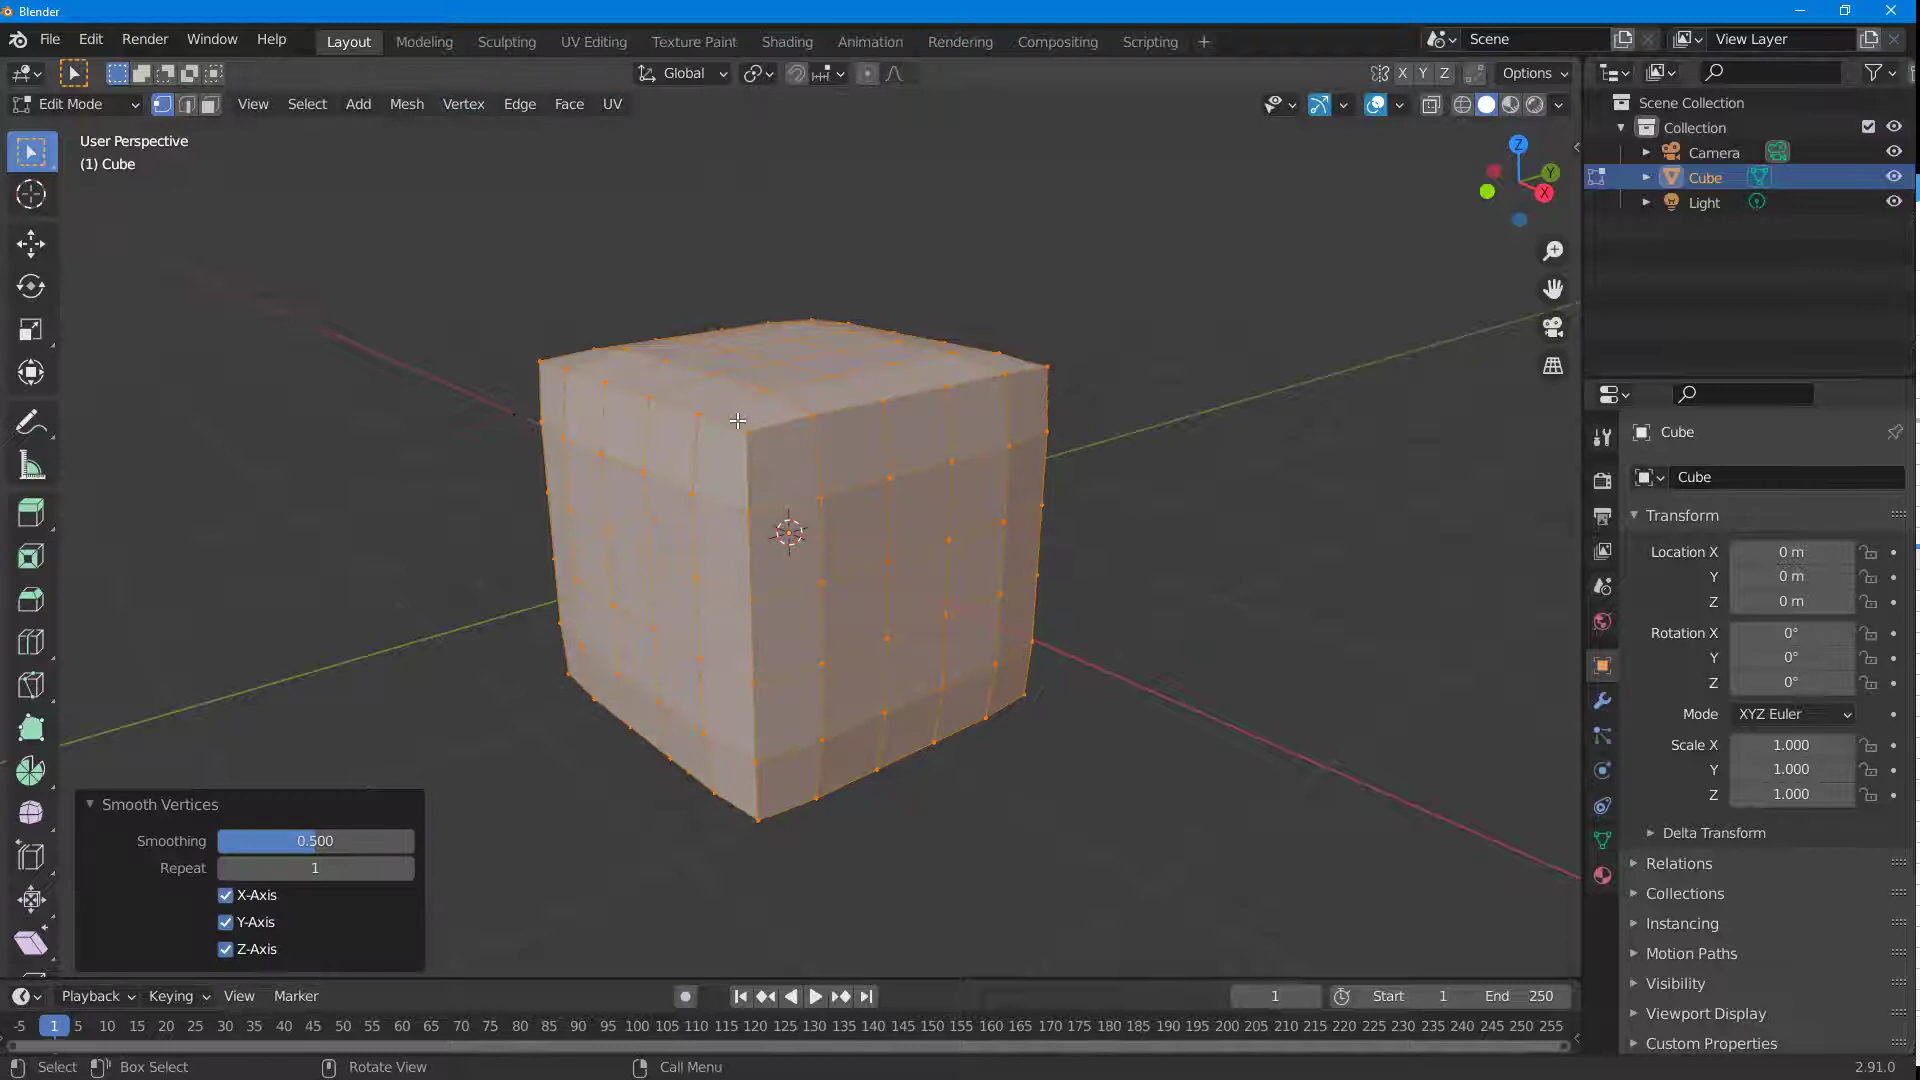 Blender
File Edit Render Window Help Layout Modeling Sculpting UV Editing Texture Paint Shading Animation Rendering Compositing Scripting + Scene View Layer
Global X Y Z Options
Edit Mode View Select Add Mesh Vertex Edge Face UV
User Perspective
(1) Cube
Z
Y
X
Scene Collection
Collection
Camera
Cube
Light
Cube
Cube
Transform
Location X 0 m
Y 0 m
Z 0 m
Rotation X 0°
Y 0°
Z 0°
Mode XYZ Euler
Scale X 1.000
Y 1.000
Z 1.000
Delta Transform
Relations
Collections
Instancing
Motion Paths
Visibility
Viewport Display
Custom Properties
Smooth Vertices
Smoothing 0.500
Repeat 1
X-Axis
Y-Axis
Z-Axis
Playback Keying View Marker 1 Start 1 End 250
-5 1 5 10 15 20 25 30 35 40 45 50 55 60 65 70 75 80 85 90 95 100 105 110 115 120 125 130 135 140 145 150 155 160 165 170 175 180 185 190 195 200 205 210 215 220 225 230 235 240 245 250 255
Select Box Select Rotate View Call Menu 2.91.0